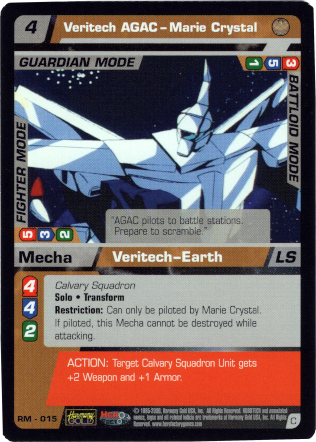 4 Veritech AGAC – Marie Crystal
GUARDIAN MODE
1 5 3
BATTLOID MODE
FIGHTER MODE
5 3 2
"AGAC pilots to battle stations.
Prepare to scramble"
Mecha Veritech–Earth LS
4
4
2
Calvary Squadron
Solo • Transform
Restriction: Can only be piloted by Marie Crystal.
If piloted, this Mecha cannot be destroyed while
attacking.
ACTION: Target Calvary Squadron Unit gets
+2 Weapon and +1 Armor.
RM - 015
Harmony
Gold
C